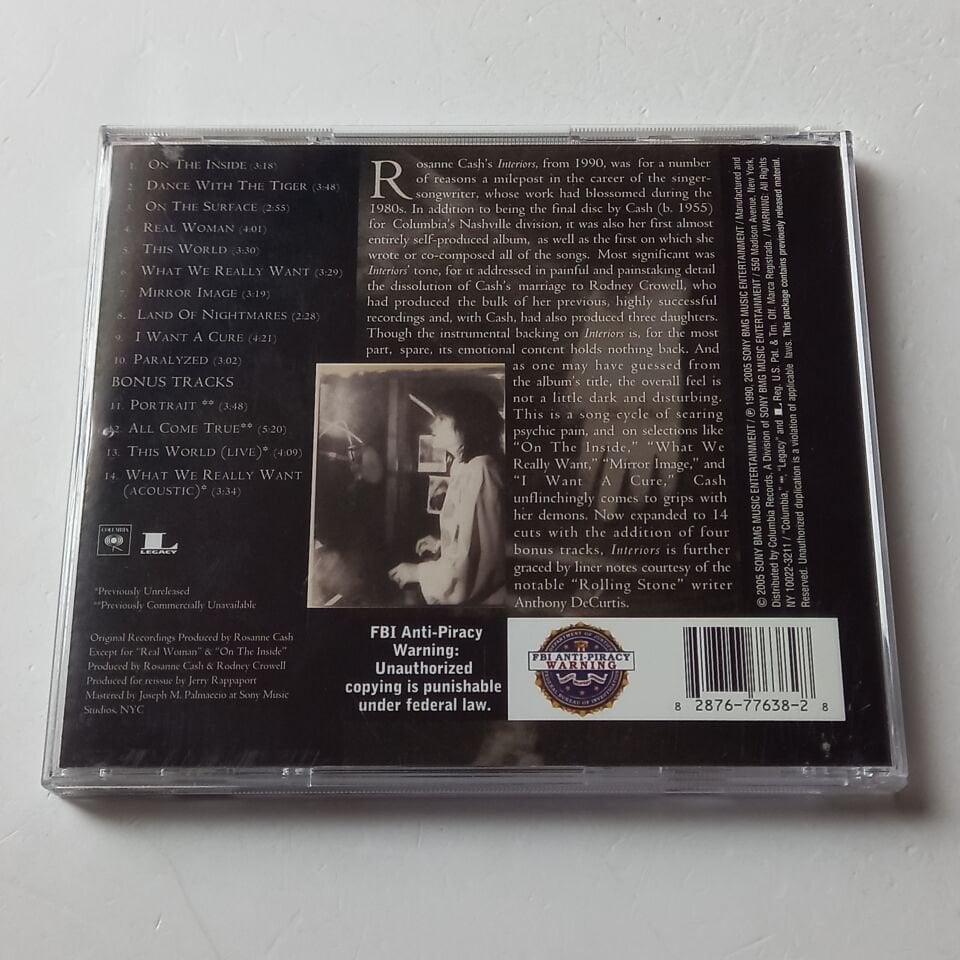 1. ON THE INSIDE (3:18)
2. DANCE WITH THE TIGER (3:48)
3. ON THE SURFACE (2:55)
4. REAL WOMAN (4:01)
5. THIS WORLD (3:30)
6. WHAT WE REALLY WANT (3:29)
7. MIRROR IMAGE (3:19)
8. LAND OF NIGHTMARES (2:28)
9. I WANT A CURE (4:21)
10. PARALYZED (3:02)
BONUS TRACKS
11. PORTRAIT ** (3:48)
12. ALL COME TRUE** (5:20)
13. THIS WORLD (LIVE)* (4:09)
14. WHAT WE REALLY WANT
(ACOUSTIC)* (3:34)
COLUMBIA
L
LEGACY
*Previously Unreleased
**Previously Commercially Unavailable
Original Recordings Produced by Rosanne Cash
Except for "Real Woman" & "On The Inside"
Produced by Rosanne Cash & Rodney Crowell
Produced for reissue by Jerry Rappaport
Mastered by Joseph M. Palmaccio at Sony Music
Studios, NYC
Rosanne Cash's Interiors, from 1990, was for a number
of reasons a milepost in the career of the singer-
songwriter, whose work had blossomed during the
1980s. In addition to being the final disc by Cash (b. 1955)
for Columbia's Nashville division, it was also her first almost
entirely self-produced album, as well as the first on which she
wrote or co-composed all of the songs. Most significant was
Interiors' tone, for it addressed in painful and painstaking detail
the dissolution of Cash's marriage to Rodney Crowell, who
had produced the bulk of her previous, highly successful
recordings and, with Cash, had also produced three daughters.
Though the instrumental backing on Interiors is, for the most
part, spare, its emotional content holds nothing back. And
as one may have guessed from
the album's title, the overall feel is
not a little dark and disturbing.
This is a song cycle of searing
psychic pain, and on selections like
"On The Inside," "What We
Really Want," "Mirror Image," and
"I Want A Cure," Cash
unflinchingly comes to grips with
her demons. Now expanded to 14
cuts with the addition of four
bonus tracks, Interiors is further
graced by liner notes courtesy of the
notable "Rolling Stone" writer
Anthony DeCurtis.
© 2005 SONY BMG MUSIC ENTERTAINMENT / ℗ 1990, 2005 SONY BMG MUSIC ENTERTAINMENT / Manufactured and
Distributed by Columbia Records, A Division of SONY BMG MUSIC ENTERTAINMENT / 550 Madison Avenue, New York,
NY 10022-3211 / "Columbia," "Legacy" and L Reg. U.S. Pat. & Tm. Off. Marca Registrada. / WARNING: All Rights
Reserved. Unauthorized duplication is a violation of applicable laws. This package contains previously released material.
FBI Anti-Piracy
Warning:
Unauthorized
copying is punishable
under federal law.
DEPARTMENT OF JUSTICE
FBI ANTI-PIRACY
WARNING
FEDERAL BUREAU OF INVESTIGATION
8 2876-77638-2 8